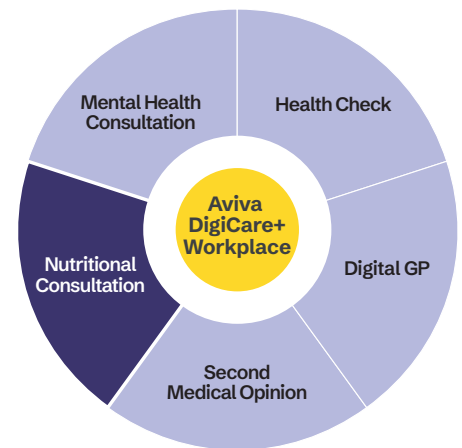 Mental Health
Consultation
Health Check
Aviva
DigiCare+
Workplace
Nutritional
Consultation
Digital GP
Second
Medical Opinion